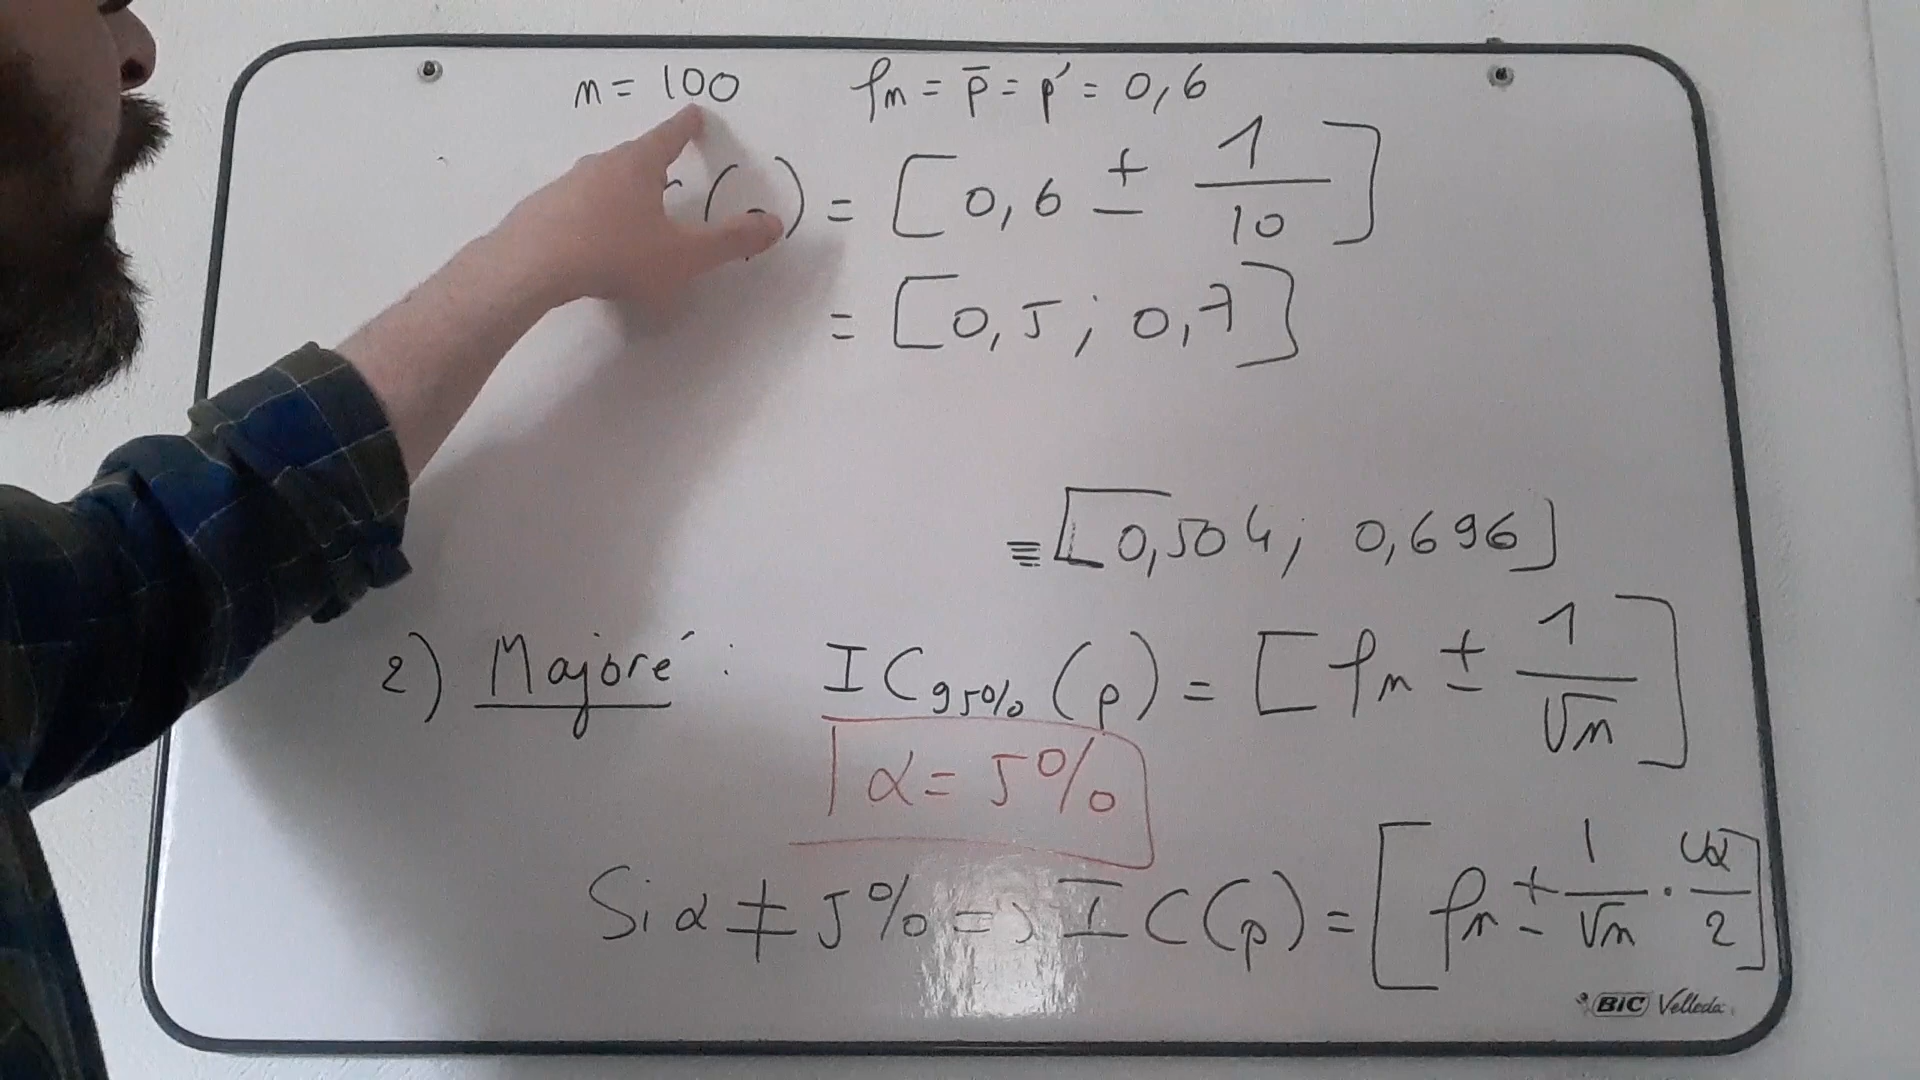 n = 100 fn = p̄ = p' = 0,6
( ) = [0,6 ± 1/10]
= [0,5 ; 0,7]
= [0,504 ; 0,696]
2) Majoré : IC95% (p) = [fn ± 1/√n]
α = 5%
Si α ≠ 5% => IC(p) = [fn ± 1/√n . uα/2]
BIC Velleda